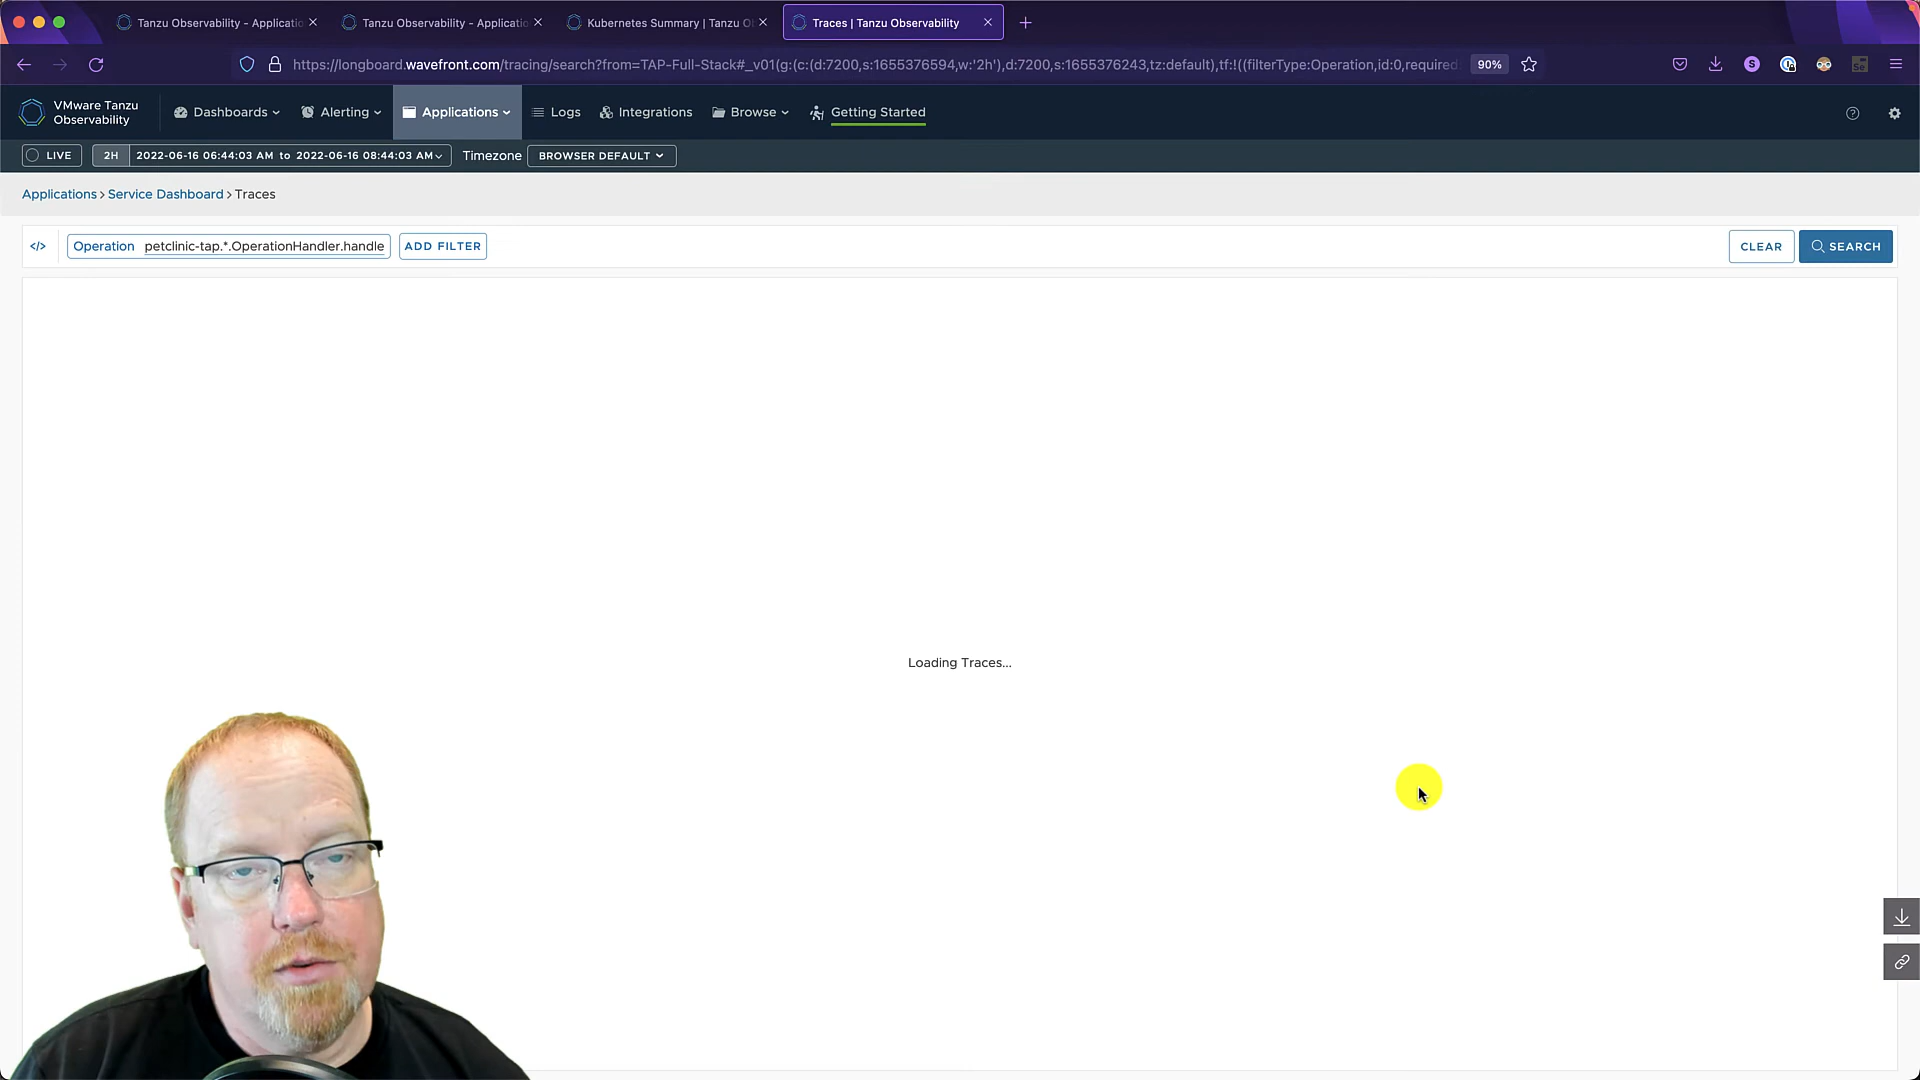 Tanzu Observability - Applicatio
Tanzu Observability - Applicatio
Kubernetes Summary | Tanzu O
Traces | Tanzu Observability
https://longboard.wavefront.com/tracing/search?from=TAP-Full-Stack#_v01(g:(c:(d:7200,s:1655376594,w:'2h'),d:7200,s:1655376243,tz:default),tf:!((filterType:Operation,id:0,required
90%
S
Se
VMware Tanzu
Observability
Dashboards
Alerting
Applications
Logs
Integrations
Browse
Getting Started
LIVE
2H
2022-06-16 06:44:03 AM to 2022-06-16 08:44:03 AM
Timezone
BROWSER DEFAULT
Applications > Service Dashboard > Traces
</>
Operation petclinic-tap.*.OperationHandler.handle
ADD FILTER
CLEAR
SEARCH
Loading Traces...